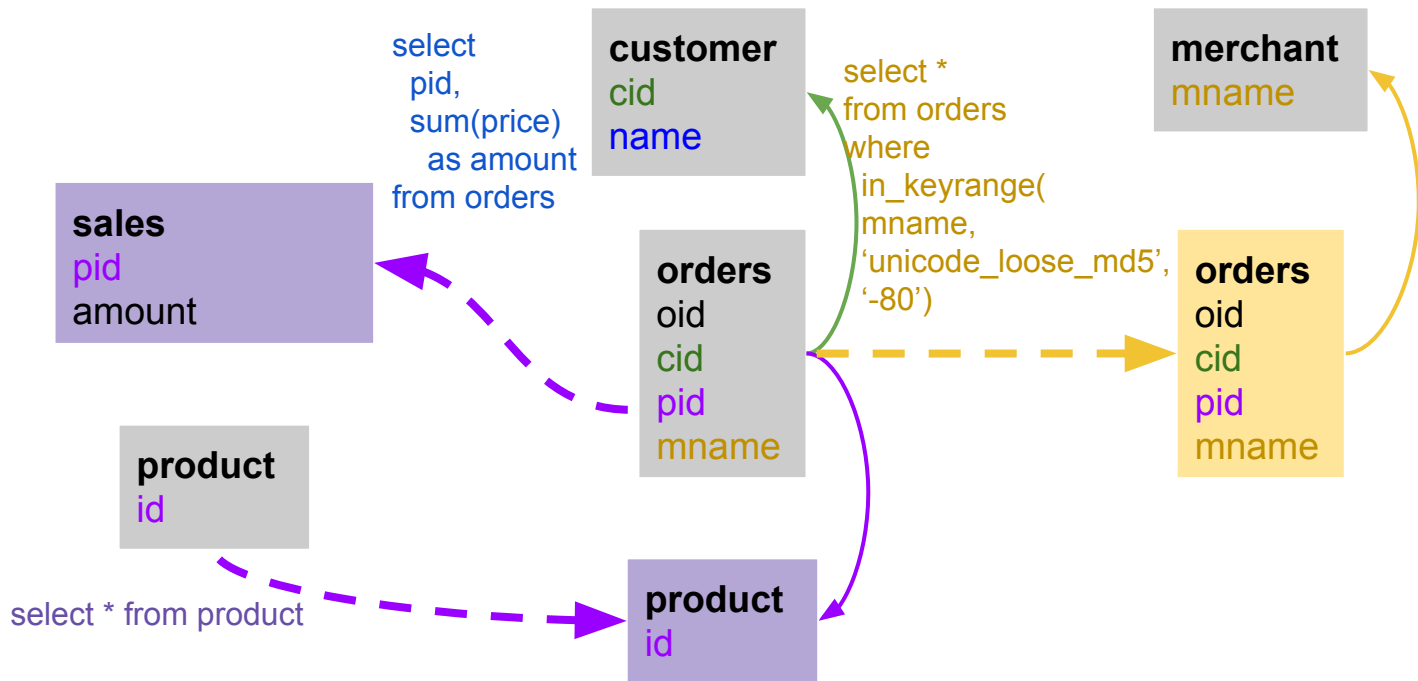 select
pid,
sum(price)
as amount
from orders
customer
cid
name
select *
from orders
where
in_keyrange(
mname,
‘unicode_loose_md5’,
‘-80’)
merchant
mname
sales
pid
amount
orders
oid
cid
pid
mname
orders
oid
cid
pid
mname
product
id
select * from product
product
id